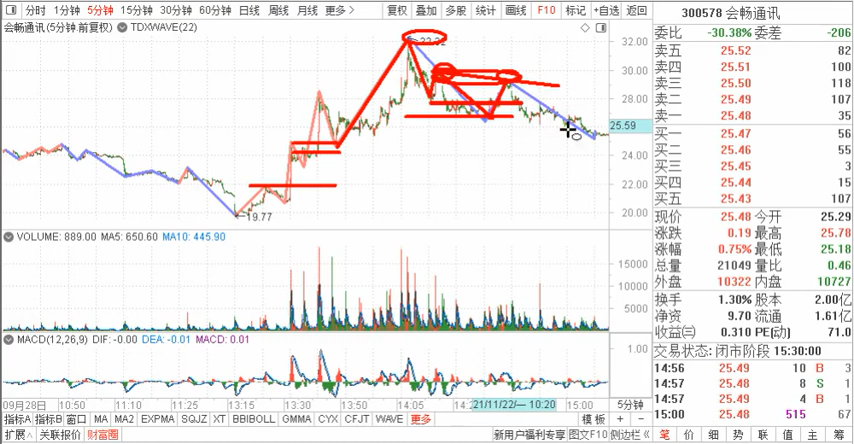 分时 1分钟 5分钟 15分钟 30分钟 60分钟 日线 周线 月线 更多 > 复权 叠加 多股 统计 画线 F10 标记 +自选 返回
300578 会畅通讯
会畅通讯(5分钟 前复权) TDXWAVE(22)
委比 -30.38% 委差 -206
卖五 25.52 82
卖四 25.51 100
卖三 25.50 118
卖二 25.49 107
卖一 25.48 35
买一 25.47 56
买二 25.46 55
买三 25.45 3
买四 25.44 15
买五 25.43 107
现价 25.48 今开 25.29
涨跌 0.19 最高 25.78
涨幅 0.75% 最低 25.18
总量 21049 量比 0.46
外盘 10322 内盘 10727
换手 1.30% 股本 2.00亿
净资 9.70 流通 1.61亿
收益㈢ 0.310 PE(动) 71.0
交易状态: 闭市阶段 15:30:00
14:56 25.49 10 B 3
14:57 25.48 8 S 1
14:57 25.49 4 B 1
15:00 25.48 515 67
32.00
30.00
28.00
25.59
24.00
22.00
20.00
19.77
VOLUME: 889.00 MA5: 650.60 MA10: 445.90
15000
10000
5000
MACD(12,26,9) DIF: -0.00 DEA: -0.01 MACD: 0.01
1.00
09月28日 10:50 11:10 11:25 13:15 13:30 13:50 14:05 21/11/22/一 10:20 15:00 5分钟
指标A 指标B 窗口 MA MA2 EXPMA SQJZ XT BBIBOLL GMMA CYX CFJT WAVE 更多 模板 + −
扩展∧ 关联报价 财富圈 新用户福利专享 图文F10 侧边栏<
笔 价 细 势 联 值 主 筹